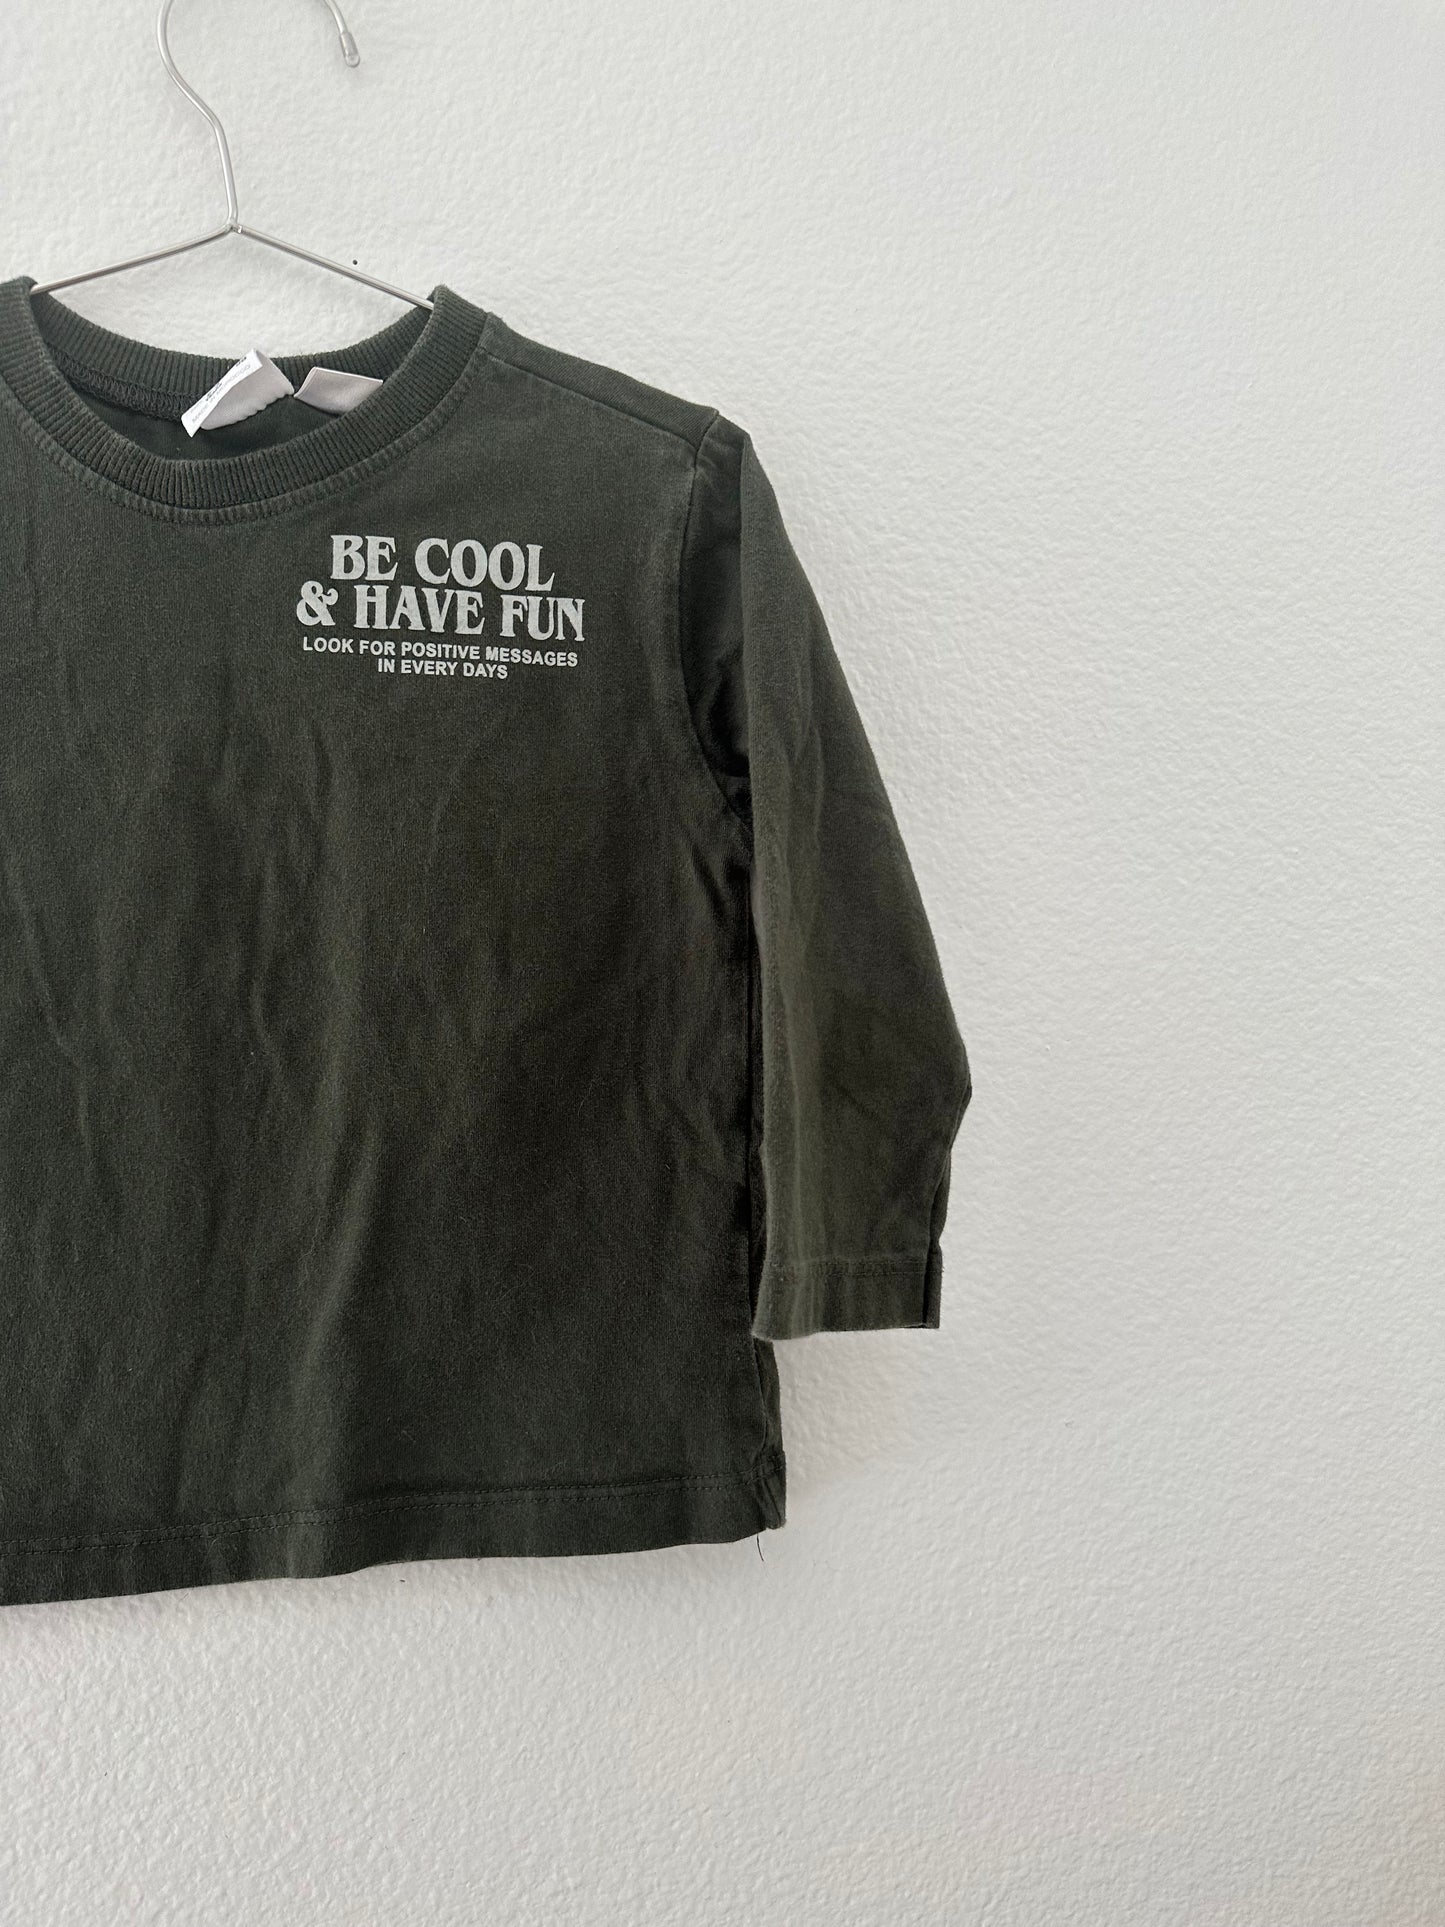 BE COOL
& HAVE FUN
LOOK FOR POSITIVE MESSAGES
IN EVERY DAYS